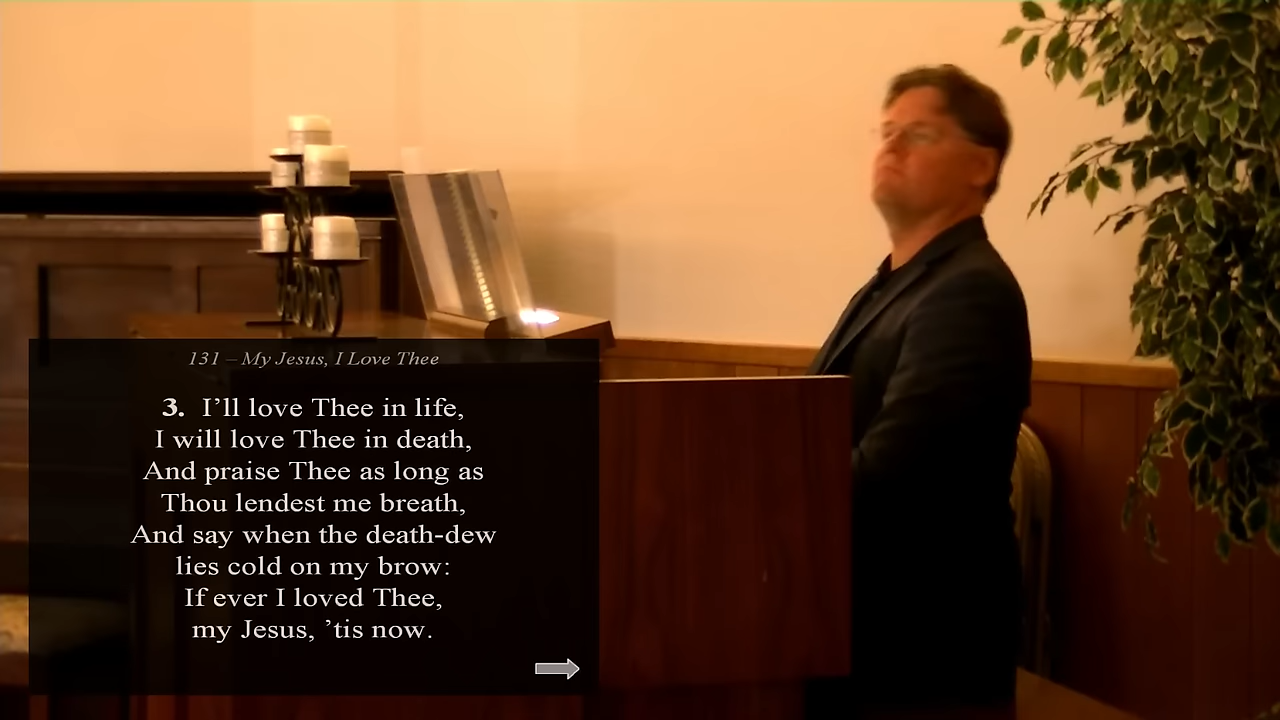 131 – My Jesus, I Love Thee
3. I’ll love Thee in life,
I will love Thee in death,
And praise Thee as long as
Thou lendest me breath,
And say when the death-dew
lies cold on my brow:
If ever I loved Thee,
my Jesus, ’tis now.